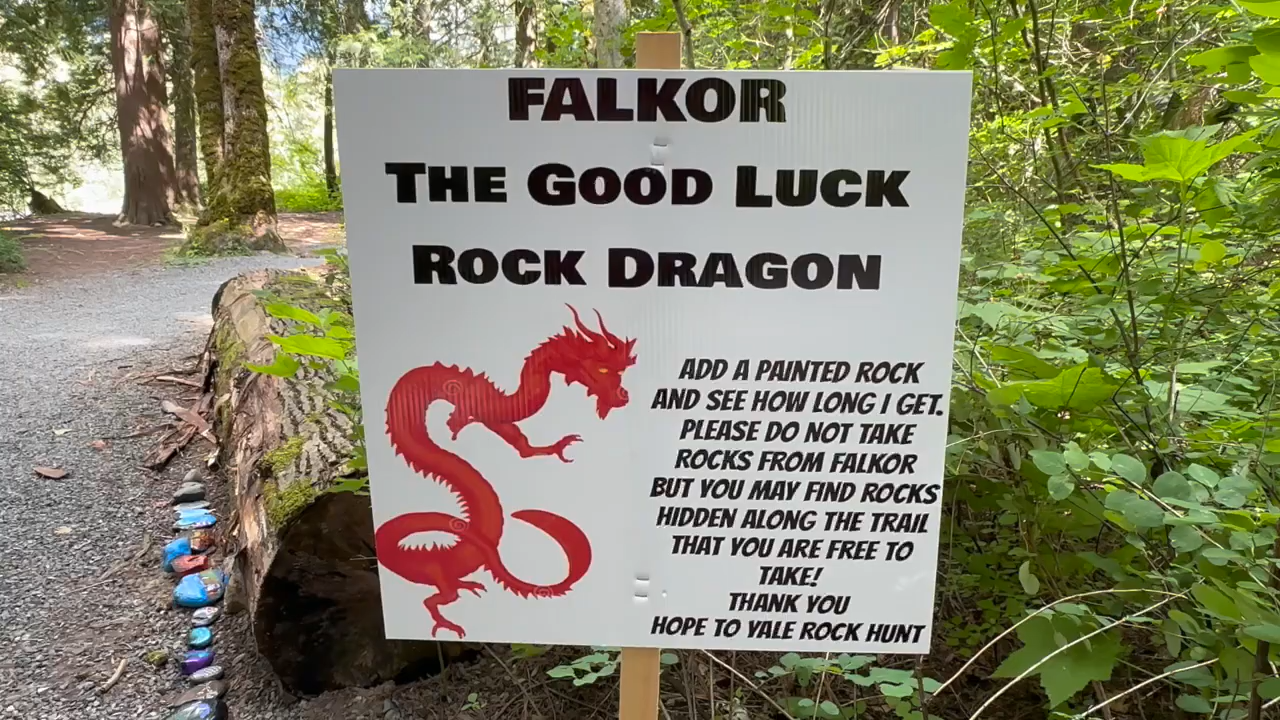 FALKOR
THE GOOD LUCK
ROCK DRAGON
ADD A PAINTED ROCK
AND SEE HOW LONG I GET.
PLEASE DO NOT TAKE
ROCKS FROM FALKOR
BUT YOU MAY FIND ROCKS
HIDDEN ALONG THE TRAIL
THAT YOU ARE FREE TO
TAKE!
THANK YOU
HOPE TO YALE ROCK HUNT